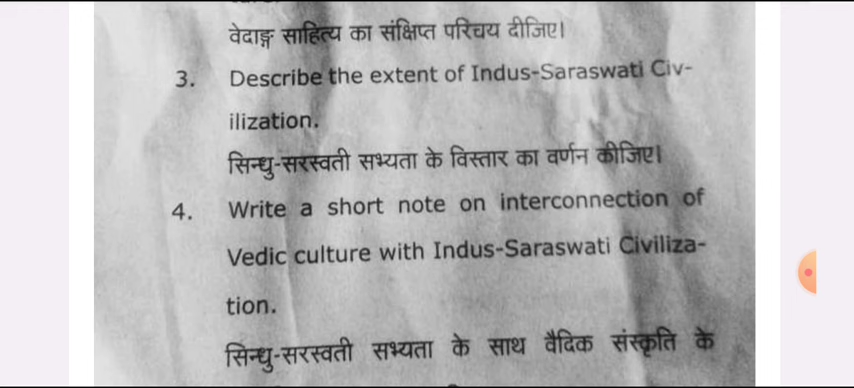 वेदाङ्ग साहित्य का संक्षिप्त परिचय दीजिए।
3. Describe the extent of Indus-Saraswati Civ-
ilization.
सिन्धु-सरस्वती सभ्यता के विस्तार का वर्णन कीजिए।
4. Write a short note on interconnection of
Vedic culture with Indus-Saraswati Civiliza-
tion.
सिन्धु-सरस्वती सभ्यता के साथ वैदिक संस्कृति के